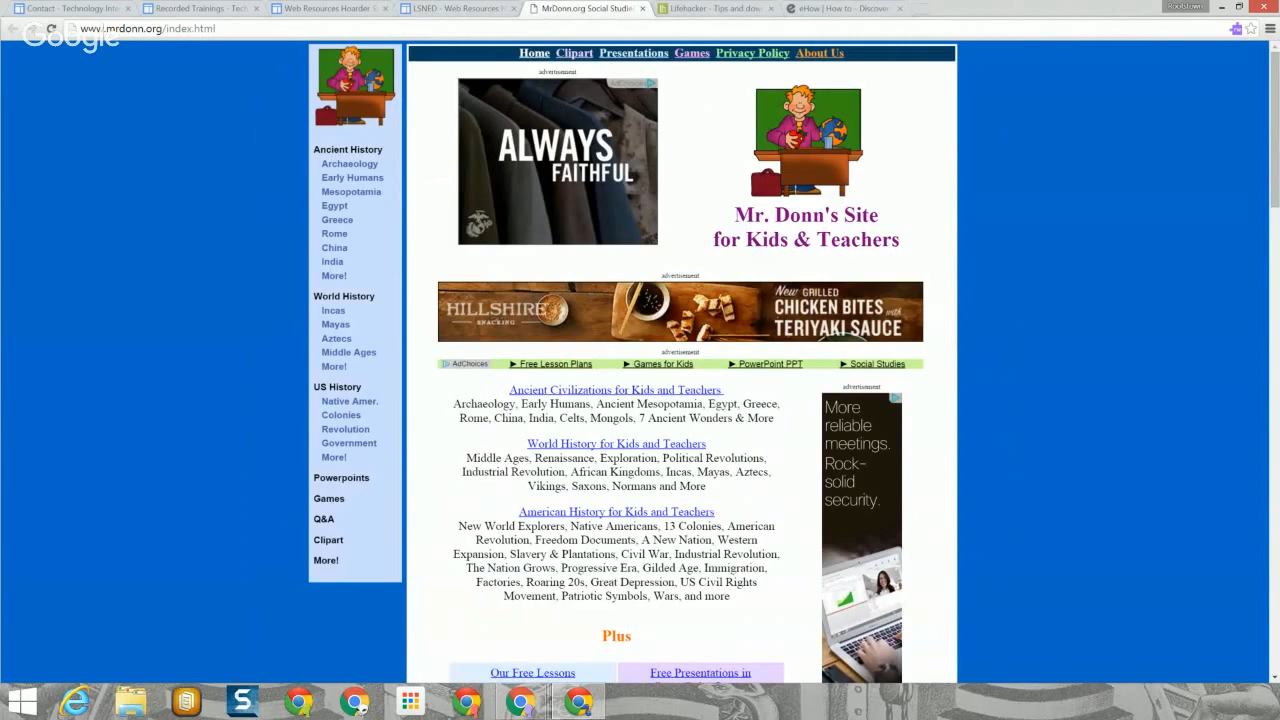 Contact - Technology Inte
Recorded Trainings - Tech
Web Resources Hoarder S
LSNED - Web Resources H
MrDonn.org Social Studie
Lifehacker - Tips and dow
eHow | How to - Discover
Rootstown
www.mrdonn.org/index.html
Google
Home Clipart Presentations Games Privacy Policy About Us
advertisement
AdChoices
ALWAYS
FAITHFUL
Mr. Donn's Site
for Kids & Teachers
Ancient History
Archaeology
Early Humans
Mesopotamia
Egypt
Greece
Rome
China
India
More!
World History
Incas
Mayas
Aztecs
Middle Ages
More!
US History
Native Amer.
Colonies
Revolution
Government
More!
Powerpoints
Games
Q&A
Clipart
More!
advertisement
HILLSHIRE
SNACKING
New GRILLED
CHICKEN BITES with
TERIYAKI SAUCE
advertisement
AdChoices ► Free Lesson Plans ► Games for Kids ► PowerPoint PPT ► Social Studies
Ancient Civilizations for Kids and Teachers
Archaeology, Early Humans, Ancient Mesopotamia, Egypt, Greece,
Rome, China, India, Celts, Mongols, 7 Ancient Wonders & More
World History for Kids and Teachers
Middle Ages, Renaissance, Exploration, Political Revolutions,
Industrial Revolution, African Kingdoms, Incas, Mayas, Aztecs,
Vikings, Saxons, Normans and More
American History for Kids and Teachers
New World Explorers, Native Americans, 13 Colonies, American
Revolution, Freedom Documents, A New Nation, Western
Expansion, Slavery & Plantations, Civil War, Industrial Revolution,
The Nation Grows, Progressive Era, Gilded Age, Immigration,
Factories, Roaring 20s, Great Depression, US Civil Rights
Movement, Patriotic Symbols, Wars, and more
Plus
Our Free Lessons
Free Presentations in
advertisement
More
reliable
meetings.
Rock-
solid
security.